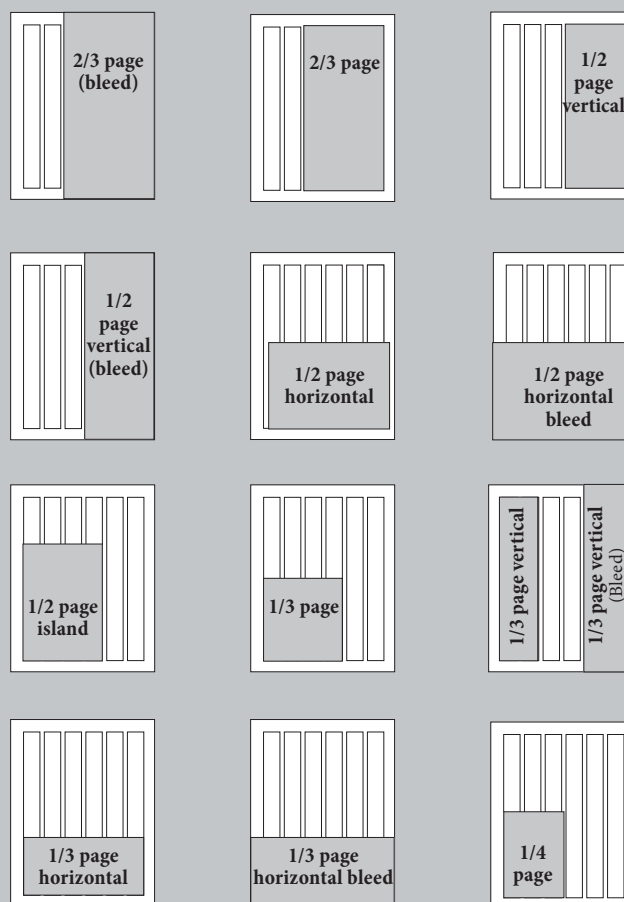 2/3 page
(bleed)
2/3 page
1/2
page
vertical
1/2
page
vertical
(bleed)
1/2 page
horizontal
1/2 page
horizontal
bleed
1/2 page
island
1/3 page
1/3 page vertical
1/3 page vertical
(Bleed)
1/3 page
horizontal
1/3 page
horizontal bleed
1/4
page